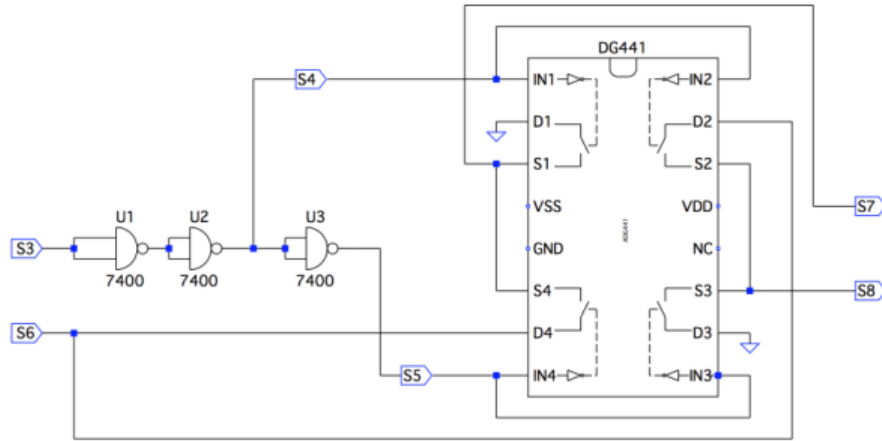 DG441
S4
IN1
IN2
D1
D2
S1
S2
U1
U2
U3
VSS
VDD
S7
S3
GND
NC
7400
7400
7400
S4
S3
S8
S6
D4
D3
S5
IN4
IN3
ADG441